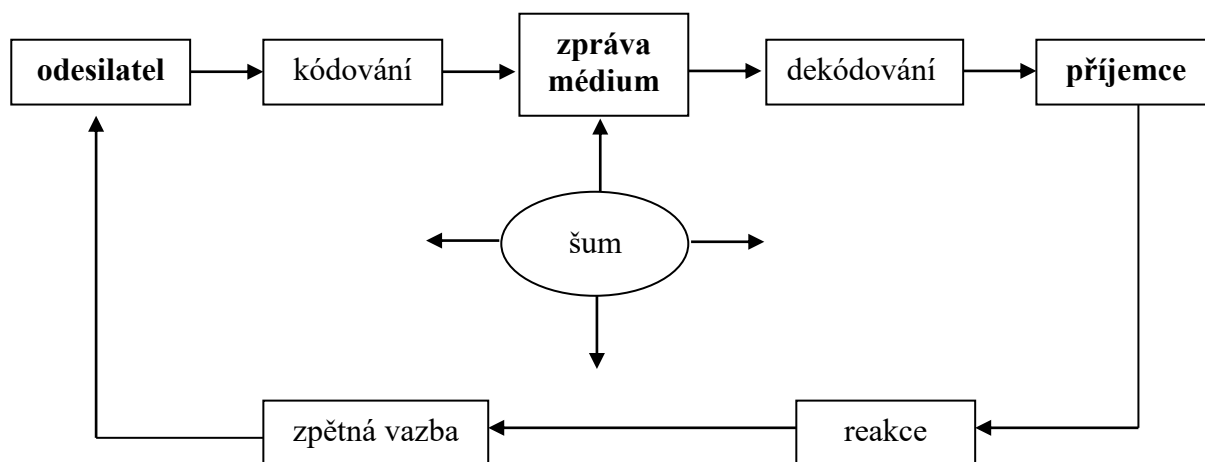 odesilatel
kódování
zpráva
médium
dekódování
příjemce
šum
zpětná vazba
reakce